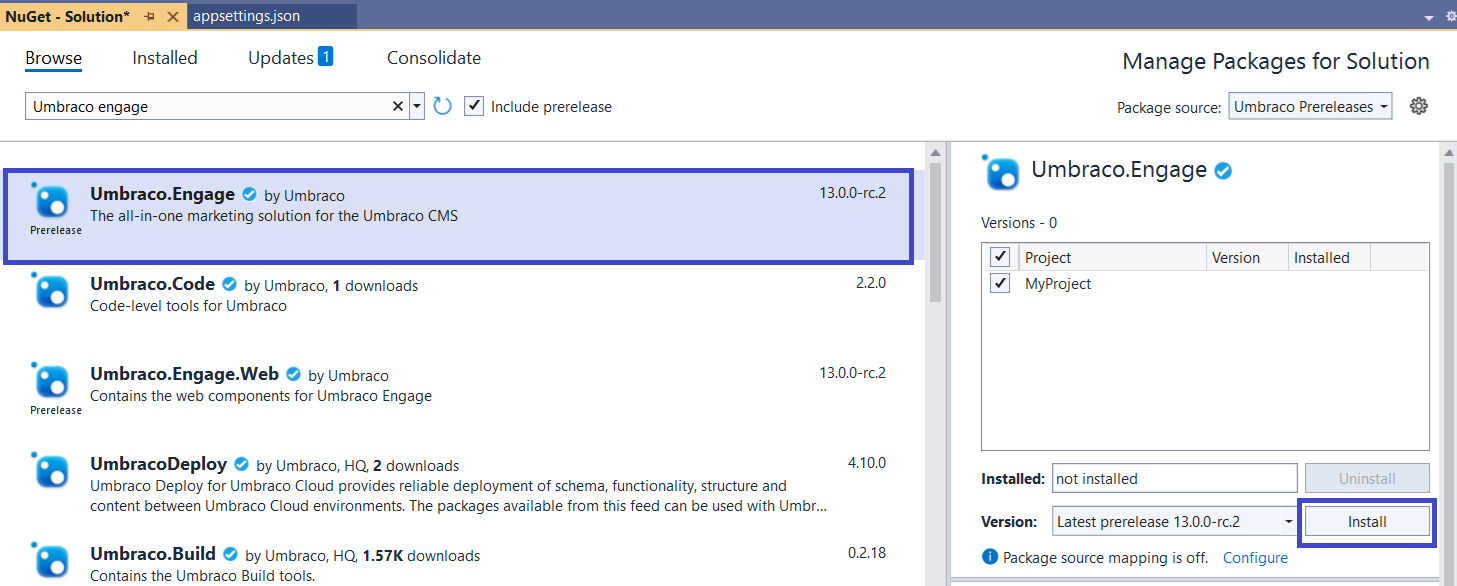 NuGet - Solution*
appsettings.json
Browse
Installed
Updates 1
Consolidate
Manage Packages for Solution
Umbraco engage
Include prerelease
Package source: Umbraco Prereleases
Umbraco.Engage by Umbraco 13.0.0-rc.2
The all-in-one marketing solution for the Umbraco CMS
Prerelease
Umbraco.Code by Umbraco, 1 downloads 2.2.0
Code-level tools for Umbraco
Umbraco.Engage.Web by Umbraco 13.0.0-rc.2
Contains the web components for Umbraco Engage
Prerelease
UmbracoDeploy by Umbraco, HQ, 2 downloads 4.10.0
Umbraco Deploy for Umbraco Cloud provides reliable deployment of schema, functionality, structure and
content between Umbraco Cloud environments. The packages available from this feed can be used with Umbr...
Umbraco.Build by Umbraco, HQ, 1.57K downloads 0.2.18
Contains the Umbraco Build tools.
Umbraco.Engage
Versions - 0
Project Version Installed
MyProject
Installed: not installed Uninstall
Version: Latest prerelease 13.0.0-rc.2 Install
Package source mapping is off. Configure